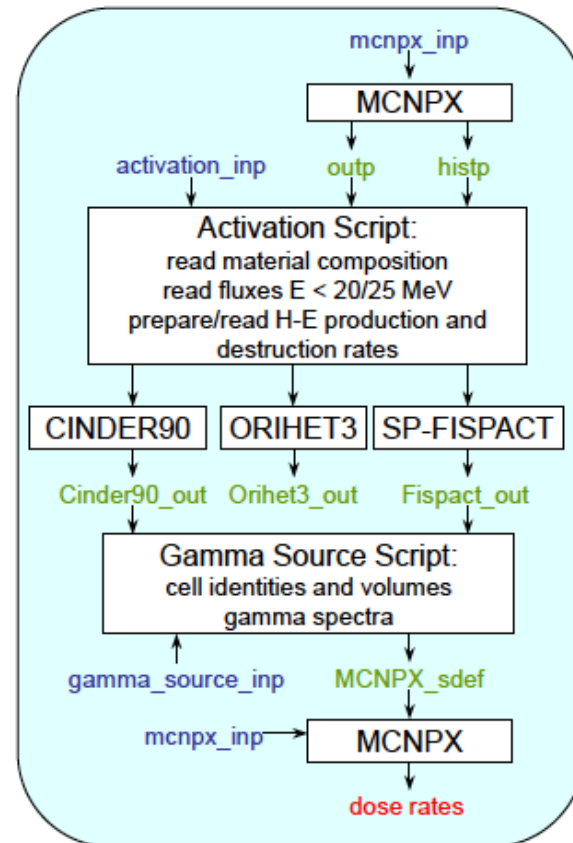 mcnpx_inp
MCNPX
activation_inp
outp
histp
Activation Script:
read material composition
read fluxes E < 20/25 MeV
prepare/read H-E production and
destruction rates
CINDER90
ORIHET3
SP-FISPACT
Cinder90_out
Orihet3_out
Fispact_out
Gamma Source Script:
cell identities and volumes
gamma spectra
gamma_source_inp
MCNPX_sdef
mcnpx_inp
MCNPX
dose rates